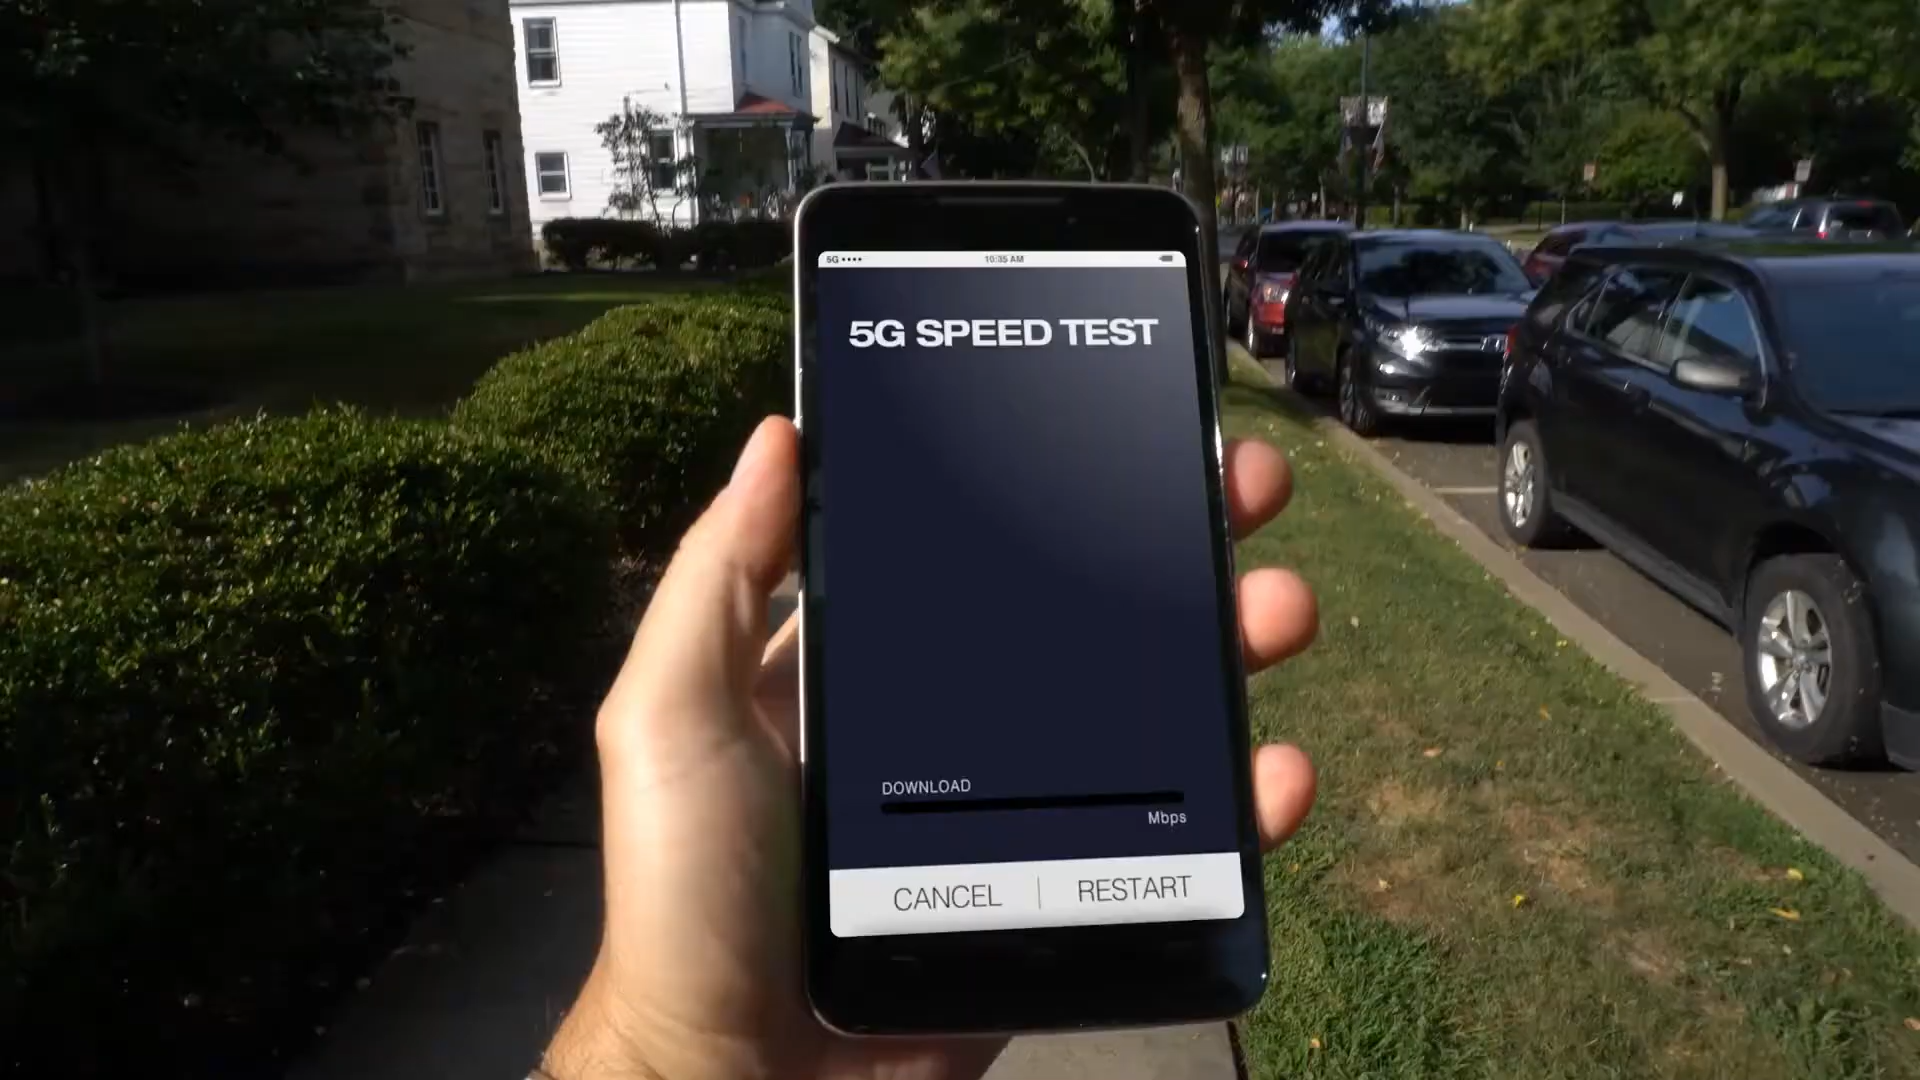 5G 10:35 AM
5G SPEED TEST
DOWNLOAD
Mbps
CANCEL | RESTART